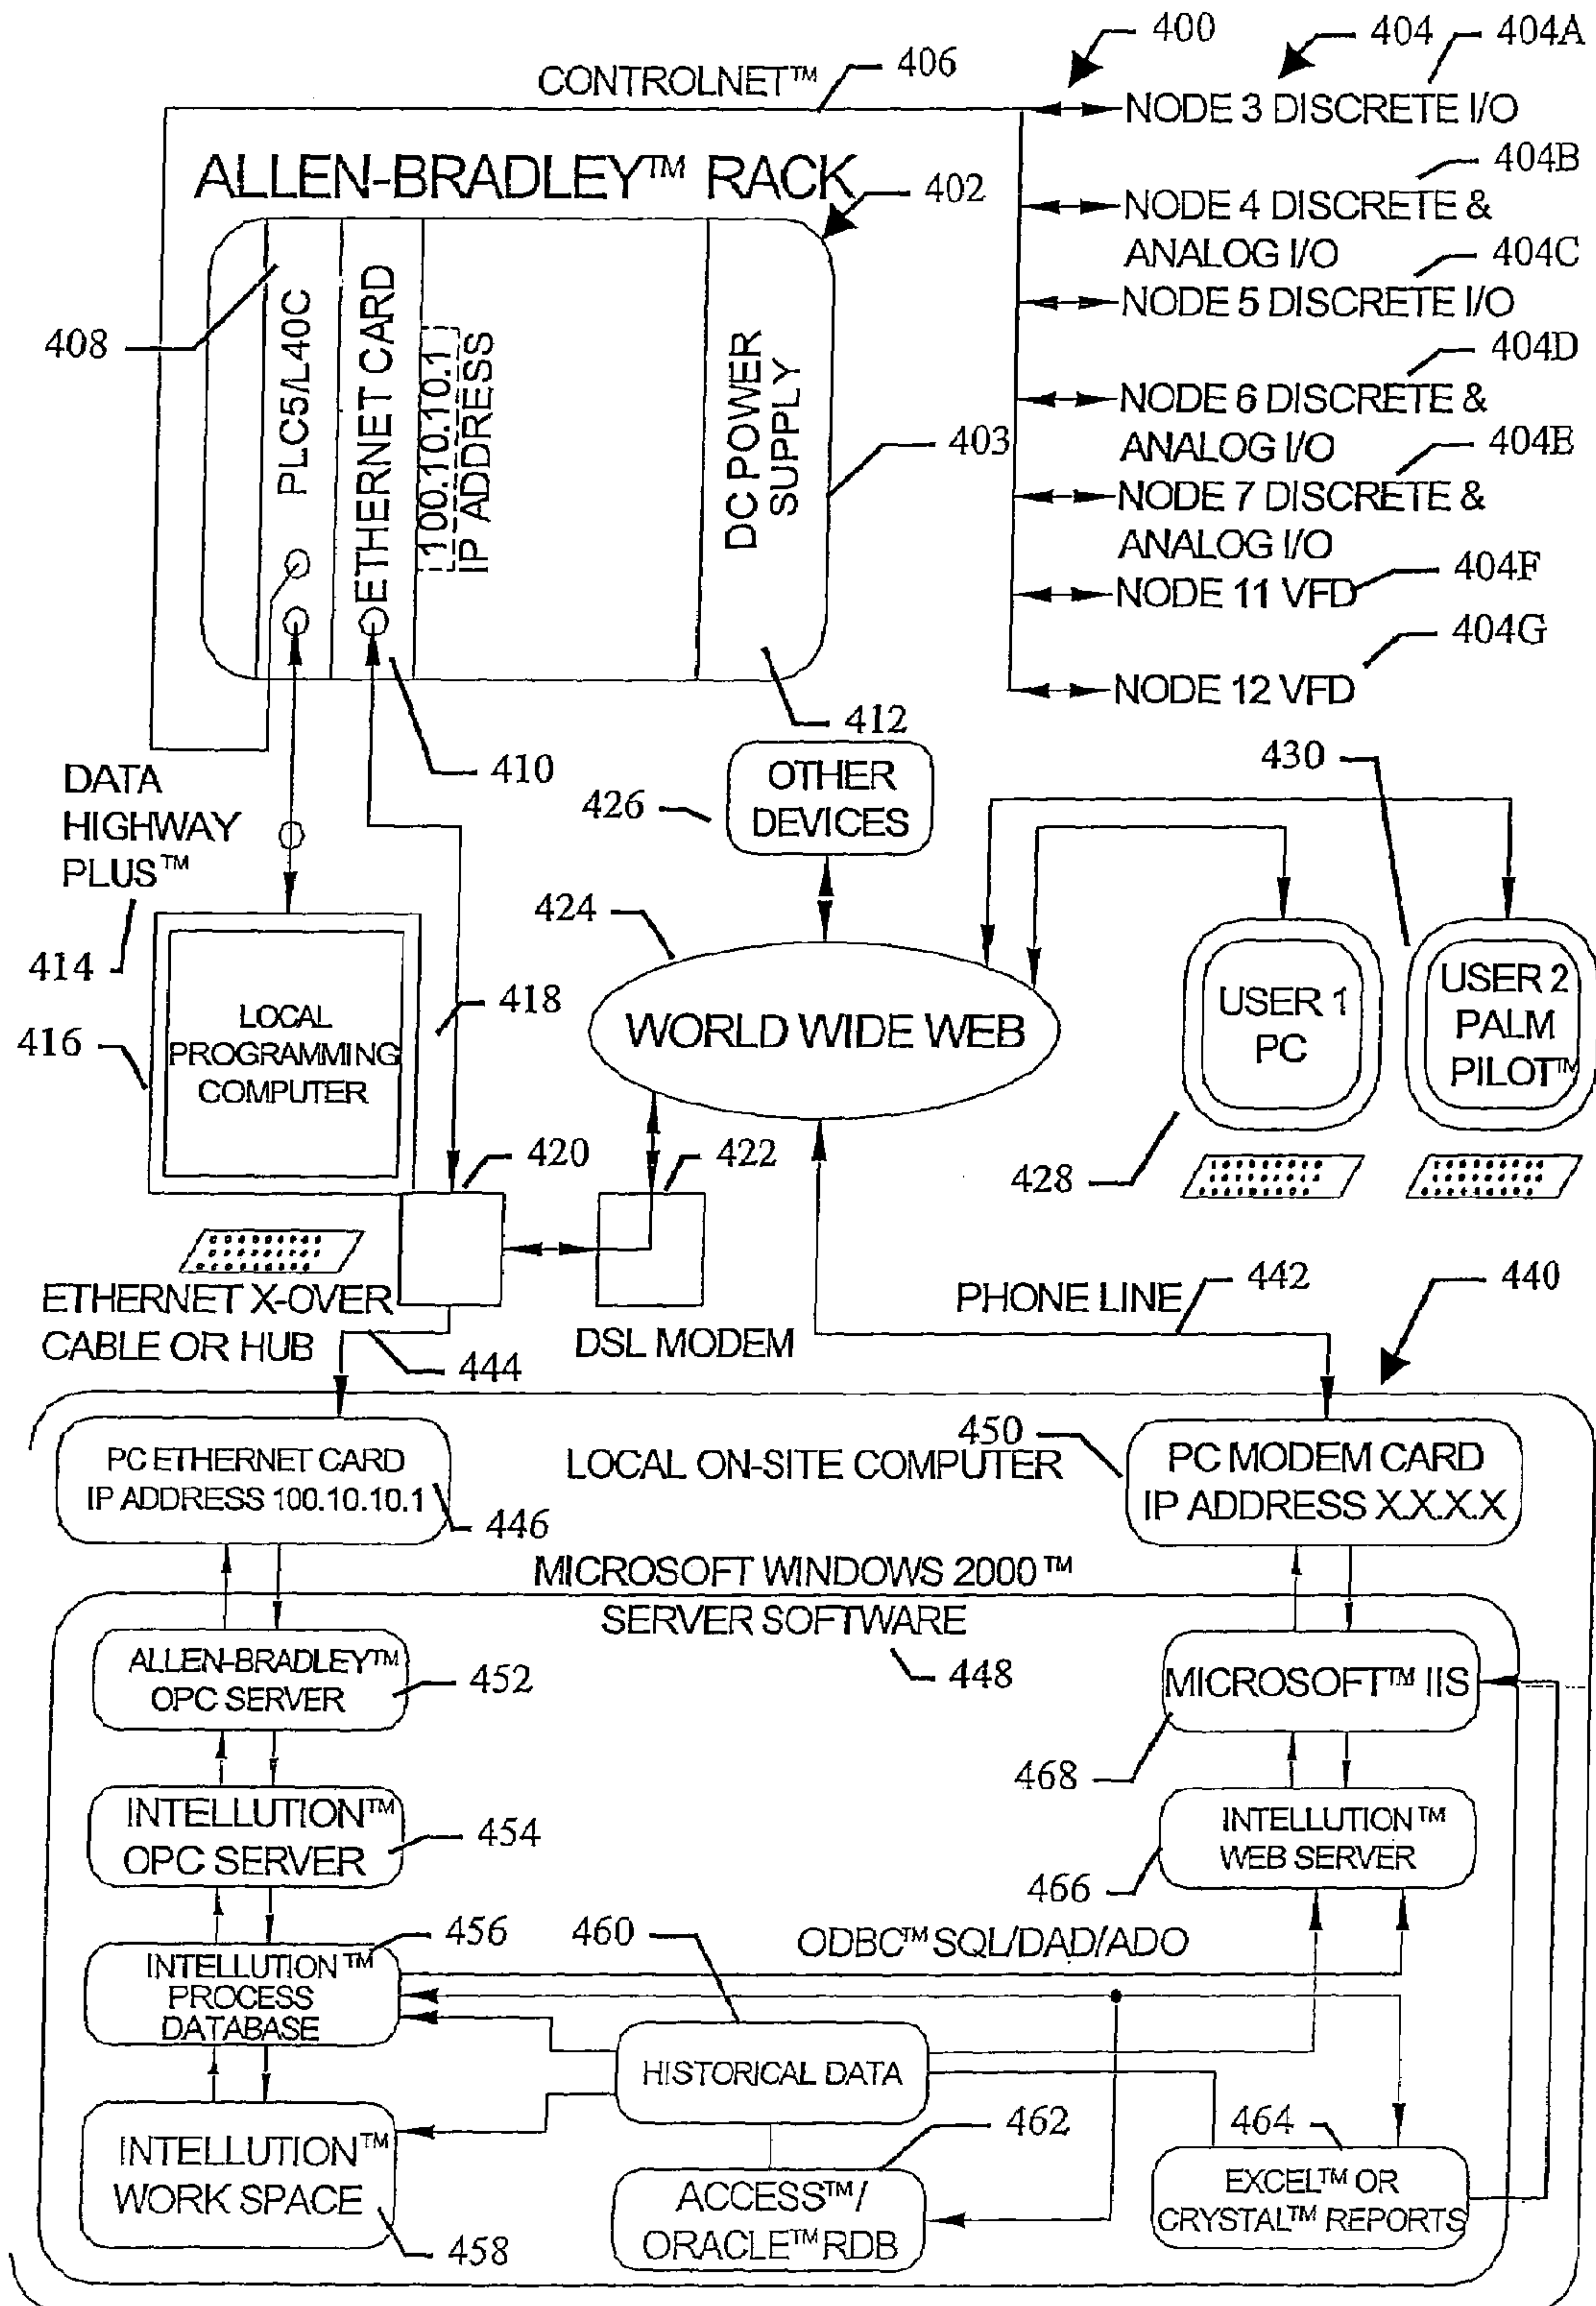 400
404
404A
CONTROLNET™
406
NODE 3 DISCRETE I/O
404B
ALLEN-BRADLEY™ RACK
402
NODE 4 DISCRETE &
ANALOG I/O
404C
NODE 5 DISCRETE I/O
408
PLC5/L40C
ETHERNET CARD
100.10.10.1
IP ADDRESS
DC POWER
SUPPLY
403
404D
NODE 6 DISCRETE &
ANALOG I/O
404E
NODE 7 DISCRETE &
ANALOG I/O
404F
NODE 11 VFD
404G
NODE 12 VFD
412
410
DATA
HIGHWAY
PLUS™
414
OTHER
DEVICES
426
430
424
416
LOCAL
PROGRAMMING
COMPUTER
418
WORLD WIDE WEB
USER 1
PC
USER 2
PALM
PILOT™
420
422
428
ETHERNET X-OVER
CABLE OR HUB
444
DSL MODEM
PHONE LINE
442
440
PC ETHERNET CARD
IP ADDRESS 100.10.10.1
446
LOCAL ON-SITE COMPUTER
450
PC MODEM CARD
IP ADDRESS X.X.X.X
MICROSOFT WINDOWS 2000™
SERVER SOFTWARE
448
ALLEN-BRADLEY™
OPC SERVER
452
MICROSOFT™ IIS
468
INTELLUTION™
OPC SERVER
454
INTELLUTION™
WEB SERVER
466
456
INTELLUTION™
PROCESS
DATABASE
460
ODBC™ SQL/DAD/ADO
HISTORICAL DATA
INTELLUTION™
WORK SPACE
458
462
ACCESS™/
ORACLE™ RDB
464
EXCEL™ OR
CRYSTAL™ REPORTS